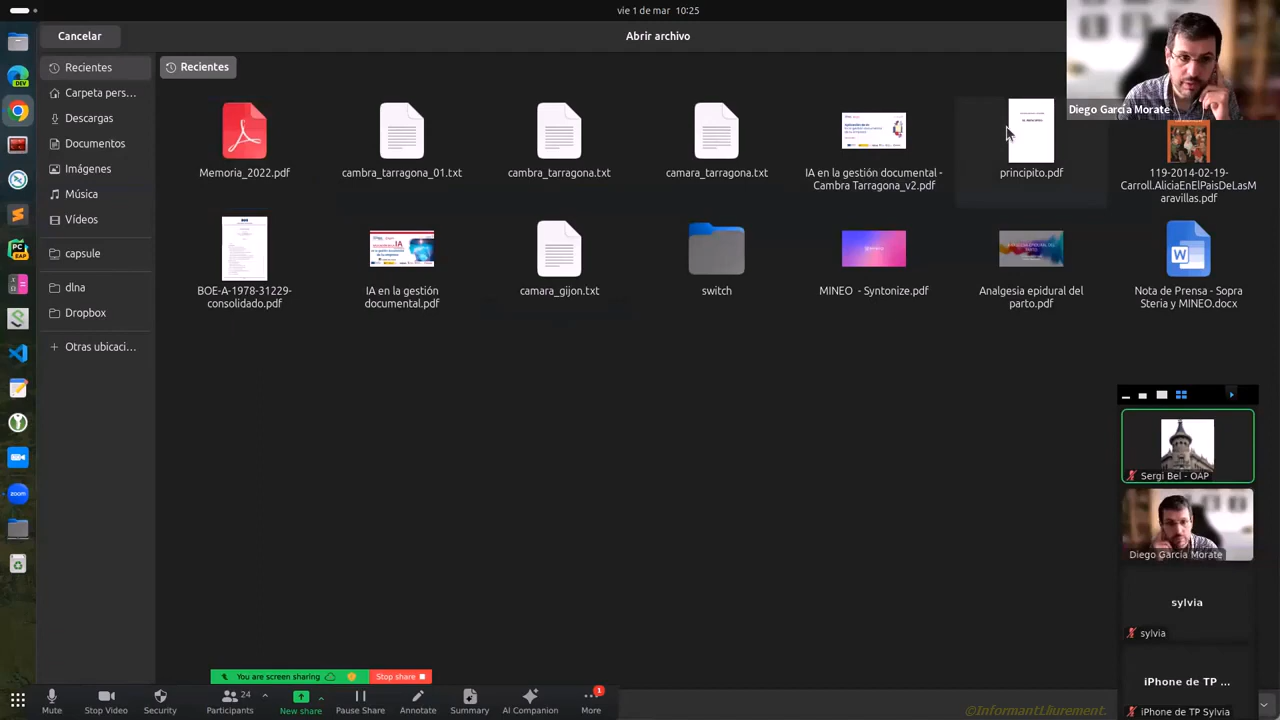 vie 1 de mar 10:25
Cancelar
Abrir archivo
Diego García Morate
Recientes
Carpeta pers...
Descargas
Documentos
Imágenes
Música
Vídeos
cursules
dlna
Dropbox
Otras ubicaci...
Recientes
Memoria_2022.pdf
cambra_tarragona_01.txt
cambra_tarragona.txt
camara_tarragona.txt
IA en la gestión documental -
Cambra Tarragona_v2.pdf
principito.pdf
119-2014-02-19-
Carroll.AliciaEnElPaisDeLasM
aravillas.pdf
BOE-A-1978-31229-
consolidado.pdf
IA en la gestión
documental.pdf
camara_gijon.txt
switch
MINEO - Syntonize.pdf
Analgesia epidural del
parto.pdf
Nota de Prensa - Sopra
Steria y MINEO.docx
Sergi Bel - OAP
Diego García Morate
sylvia
sylvia
iPhone de TP ...
iPhone de TP Sylvia
You are screen sharing
Stop share
Mute
Stop Video
Security
24
Participants
New share
Pause Share
Annotate
Summary
AI Companion
1
More
DEV
PC
EAP
zoom
©InformantLliurement.